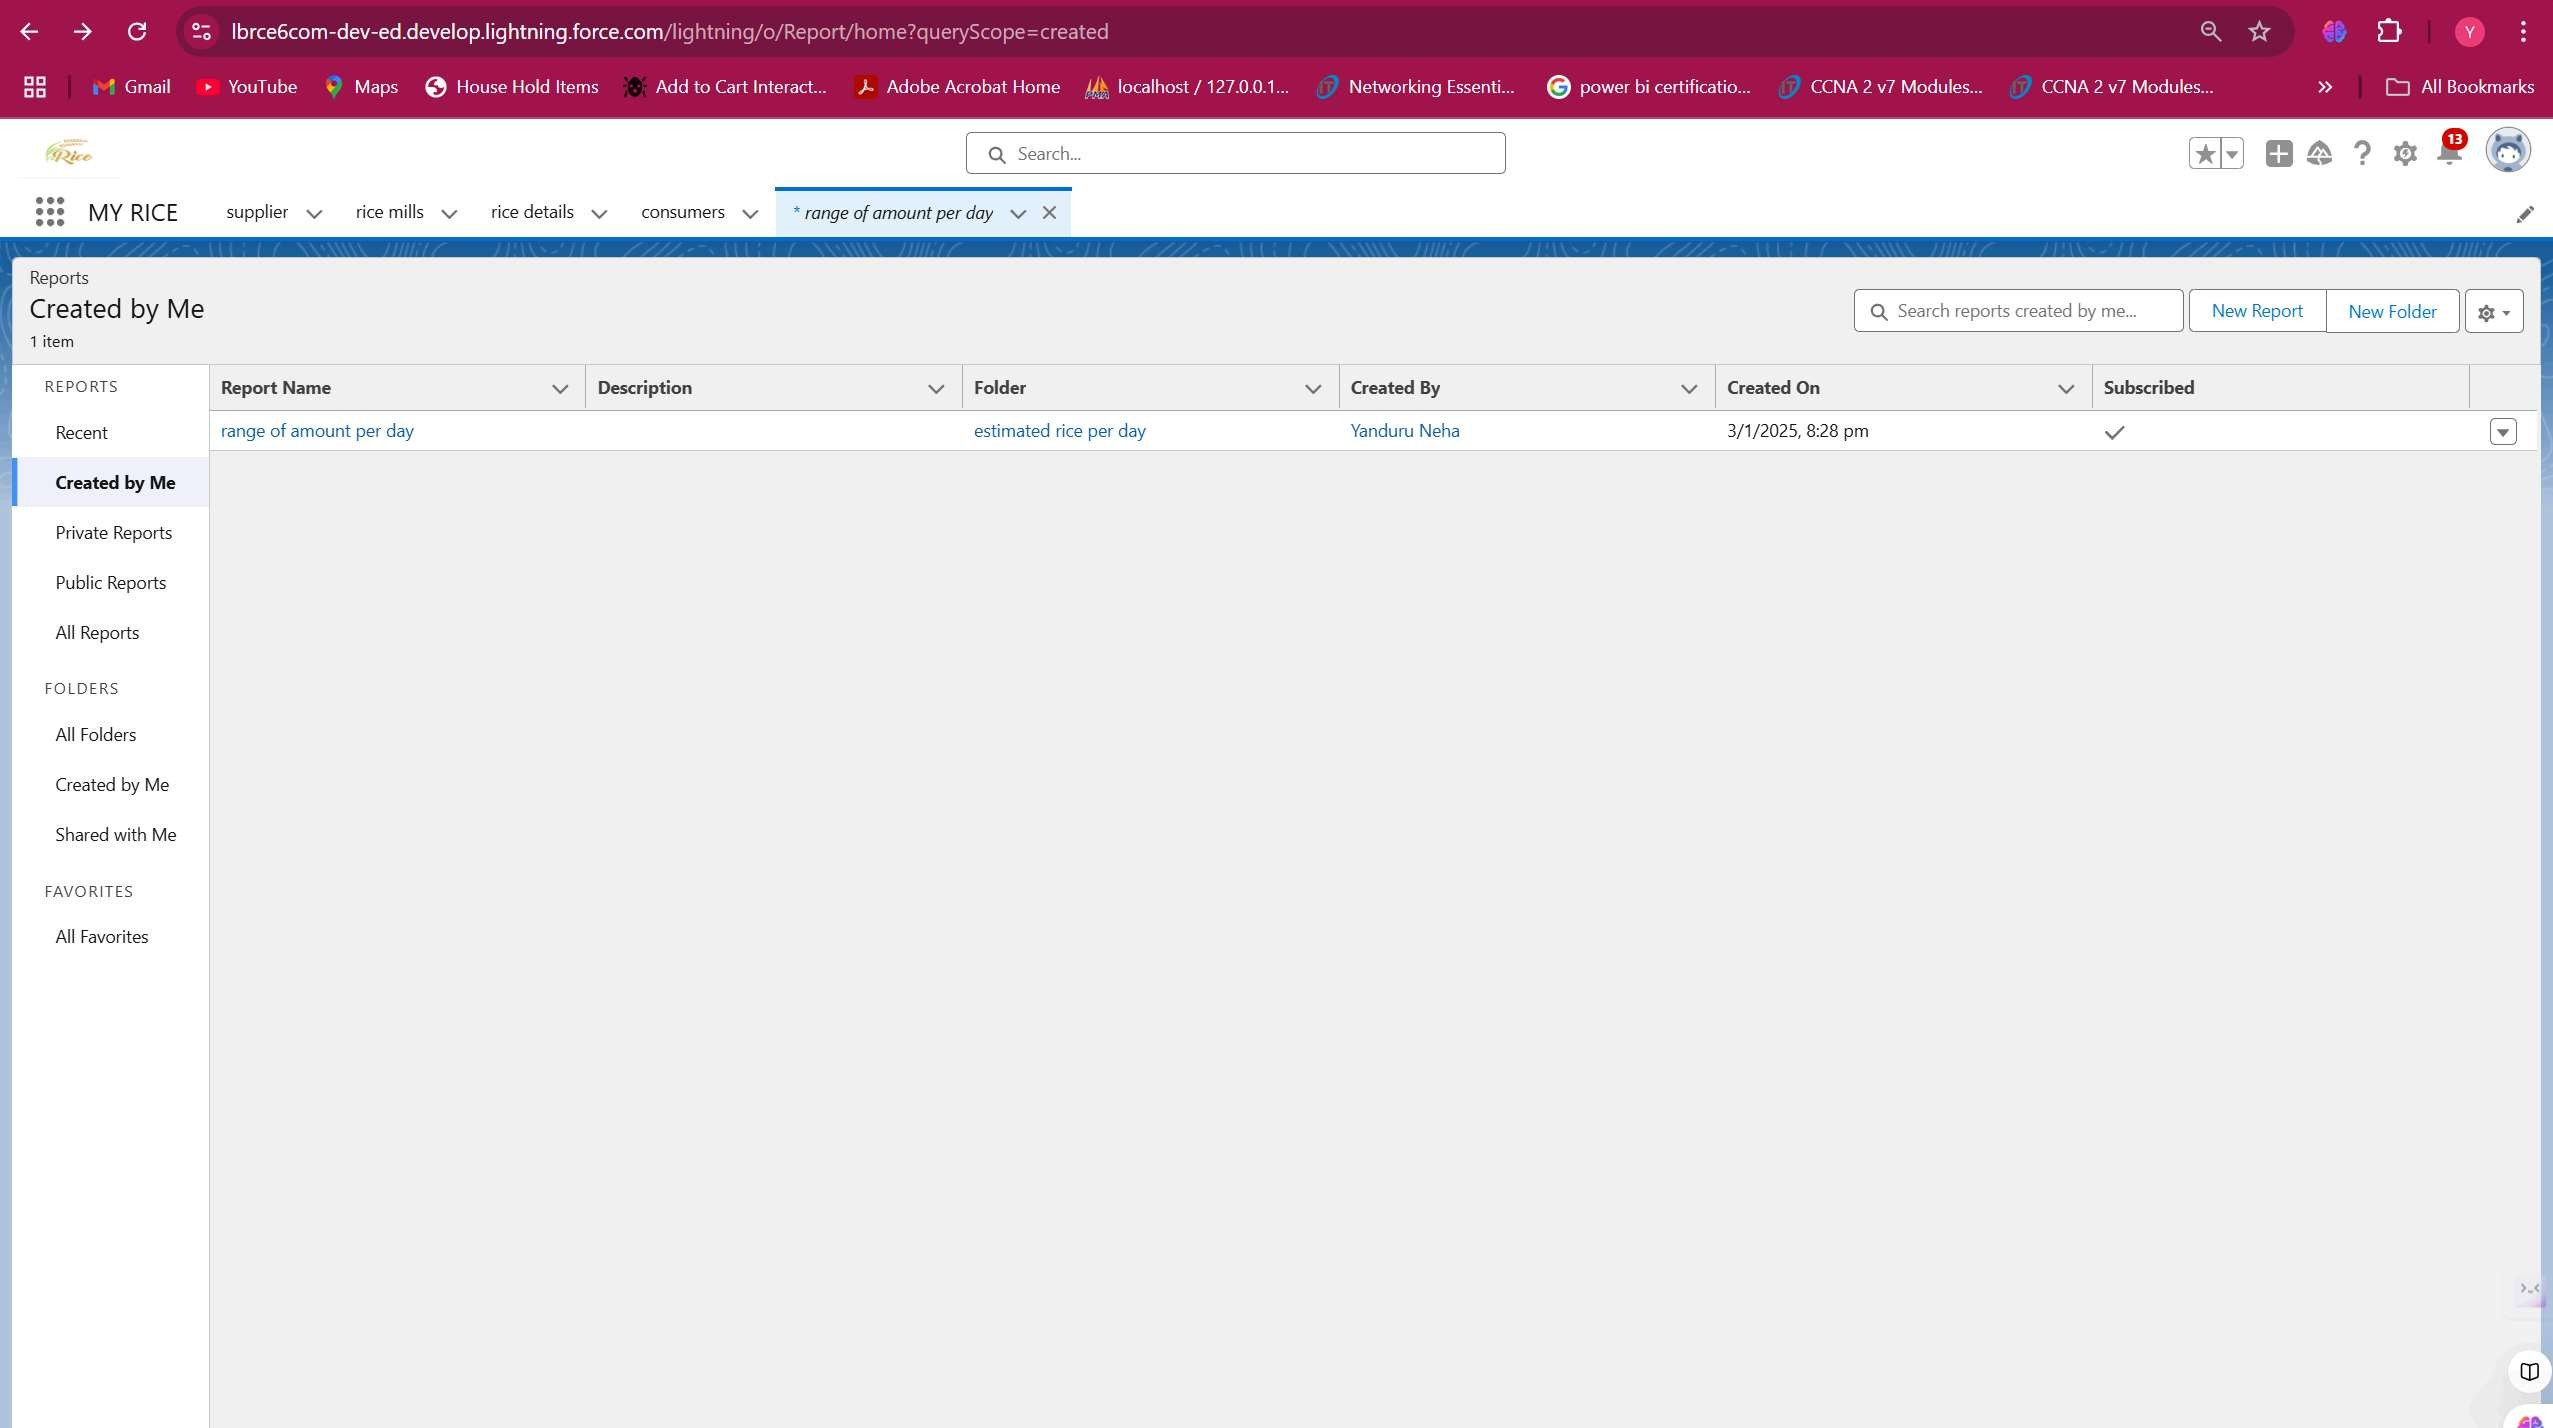 lbrce6com-dev-ed.develop.lightning.force.com/lightning/o/Report/home?queryScope=created
Y
Gmail YouTube Maps House Hold Items Add to Cart Interact... Adobe Acrobat Home localhost / 127.0.0.1... Networking Essenti... power bi certificatio... CCNA 2 v7 Modules... CCNA 2 v7 Modules... » All Bookmarks
Rice
Search...
13
MY RICE supplier rice mills rice details consumers * range of amount per day
Reports
Created by Me
1 item
Search reports created by me...
New Report
New Folder
REPORTS
Recent
Created by Me
Private Reports
Public Reports
All Reports
FOLDERS
All Folders
Created by Me
Shared with Me
FAVORITES
All Favorites
Report Name Description Folder Created By Created On Subscribed
range of amount per day estimated rice per day Yanduru Neha 3/1/2025, 8:28 pm